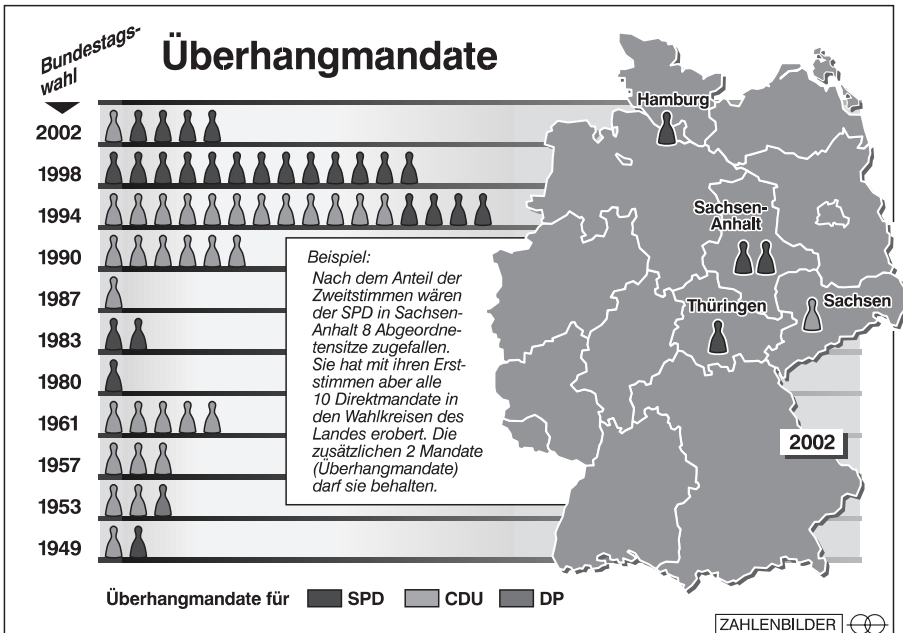 Bundestags-
wahl
Überhangmandate
2002
1998
1994
1990
1987
1983
1980
1961
1957
1953
1949
Beispiel:
Nach dem Anteil der
Zweitstimmen wären
der SPD in Sachsen-
Anhalt 8 Abgeordne-
tensitze zugefallen.
Sie hat mit ihren Erst-
stimmen aber alle
10 Direktmandate in
den Wahlkreisen des
Landes erobert. Die
zusätzlichen 2 Mandate
(Überhangmandate)
darf sie behalten.
Hamburg
Sachsen-
Anhalt
Thüringen
Sachsen
2002
Überhangmandate für SPD CDU DP
ZAHLENBILDER